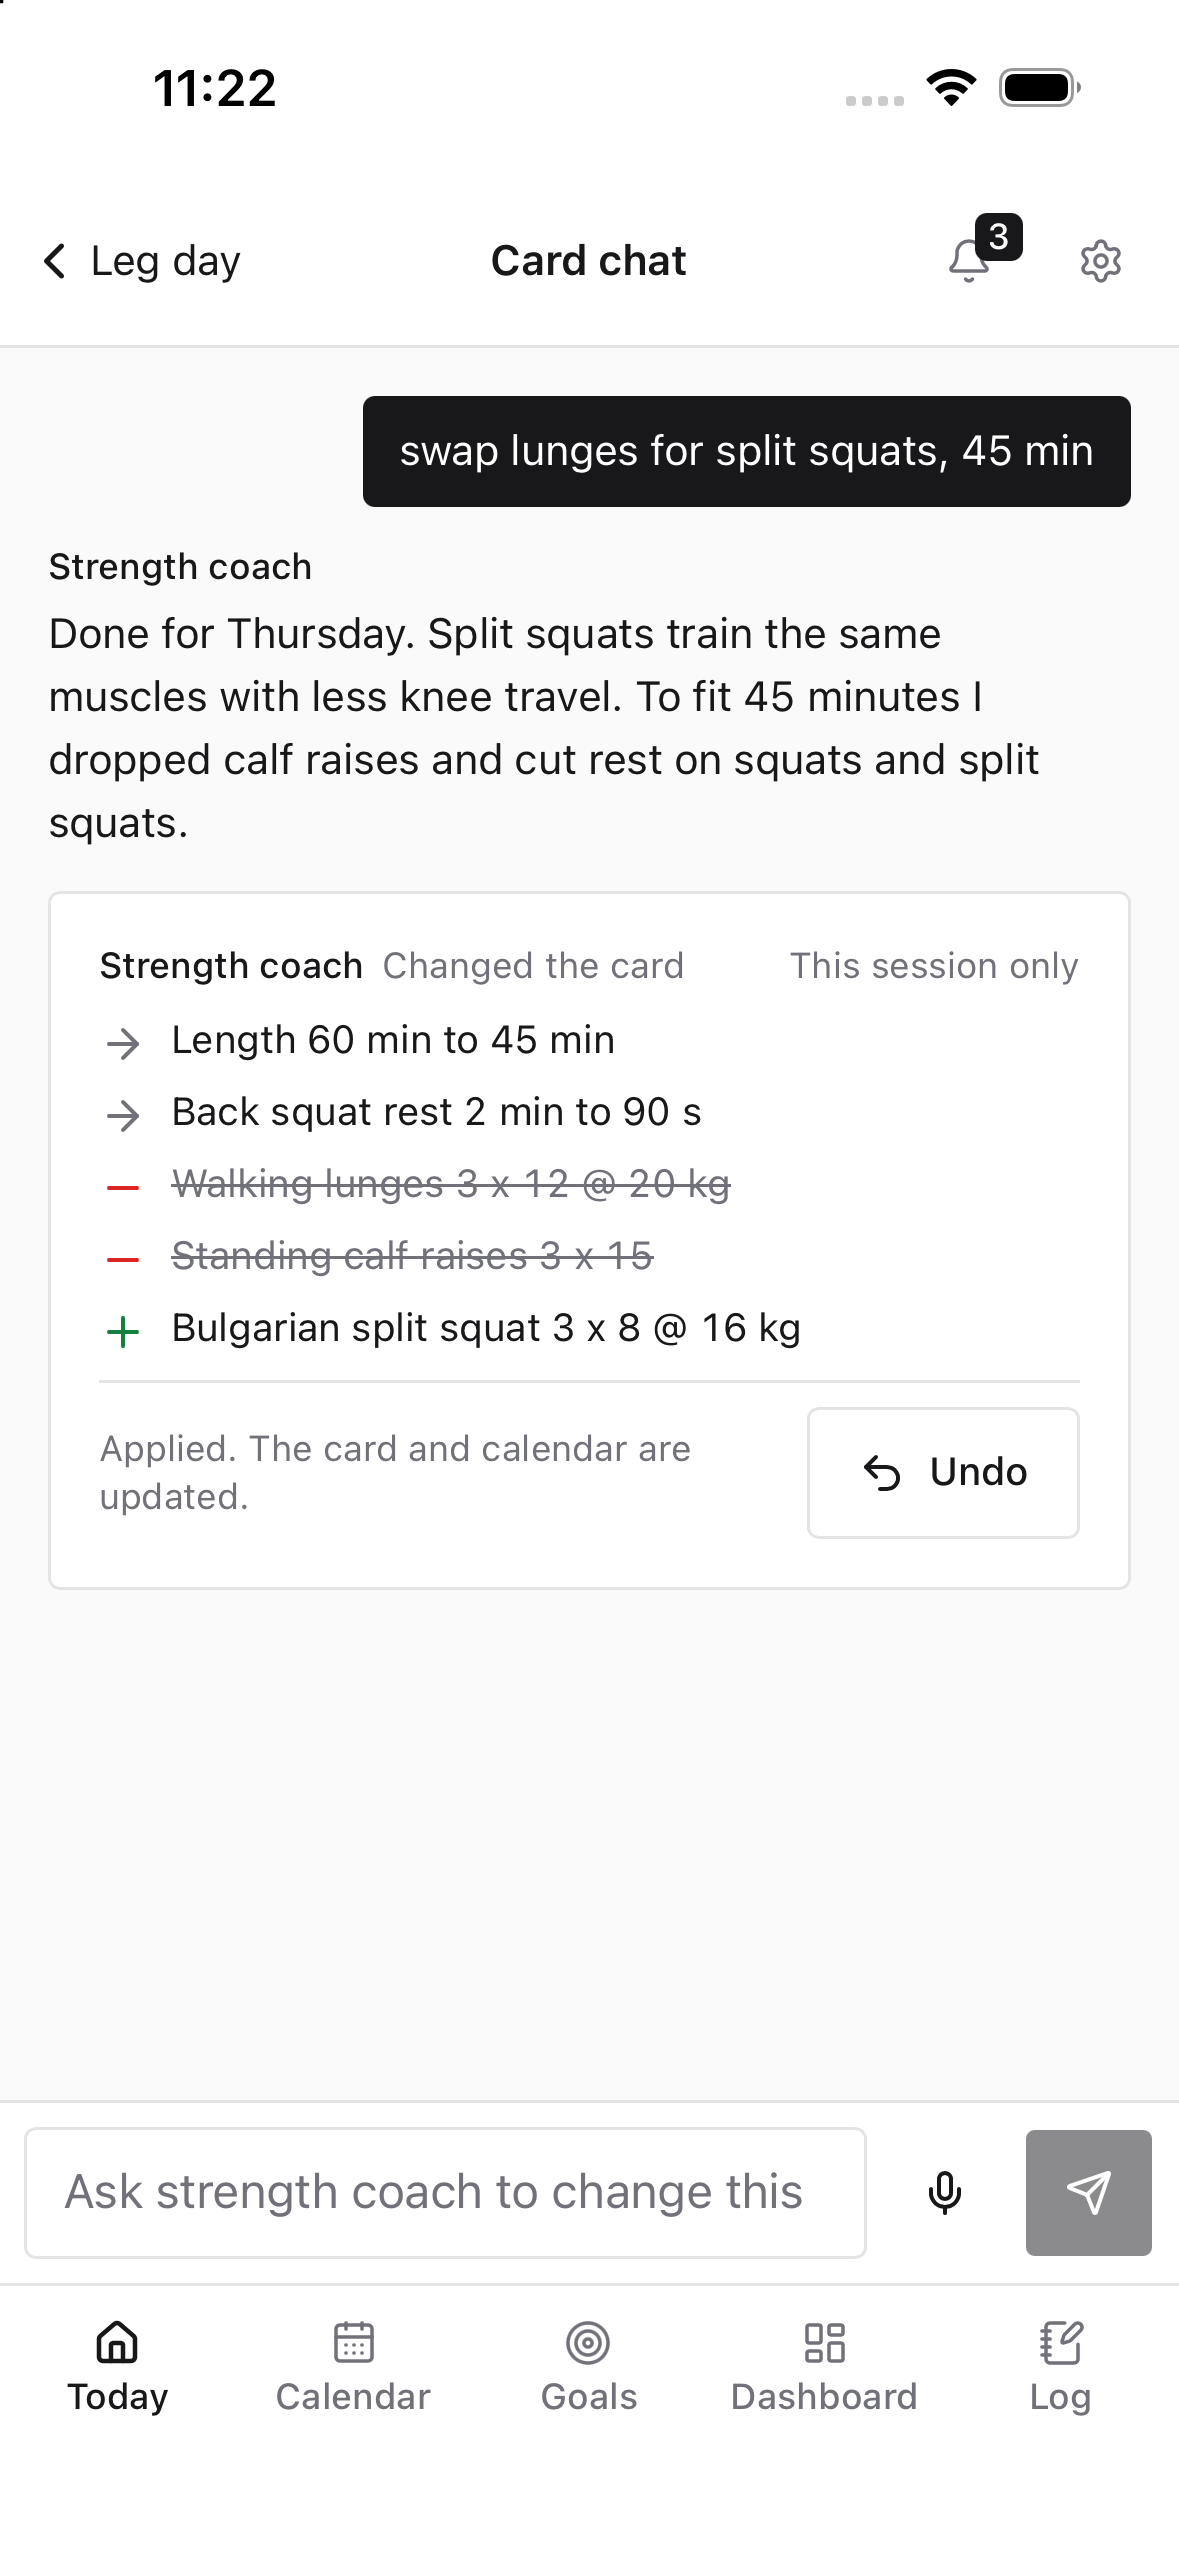 11:22
Leg day
Card chat
3
swap lunges for split squats, 45 min
Strength coach
Done for Thursday. Split squats train the same
muscles with less knee travel. To fit 45 minutes I
dropped calf raises and cut rest on squats and split
squats.
Strength coach Changed the card This session only
Length 60 min to 45 min
Back squat rest 2 min to 90 s
Walking lunges 3 x 12 @ 20 kg
Standing calf raises 3 x 15
Bulgarian split squat 3 x 8 @ 16 kg
Applied. The card and calendar are
updated.
Undo
Ask strength coach to change this
Today
Calendar
Goals
Dashboard
Log